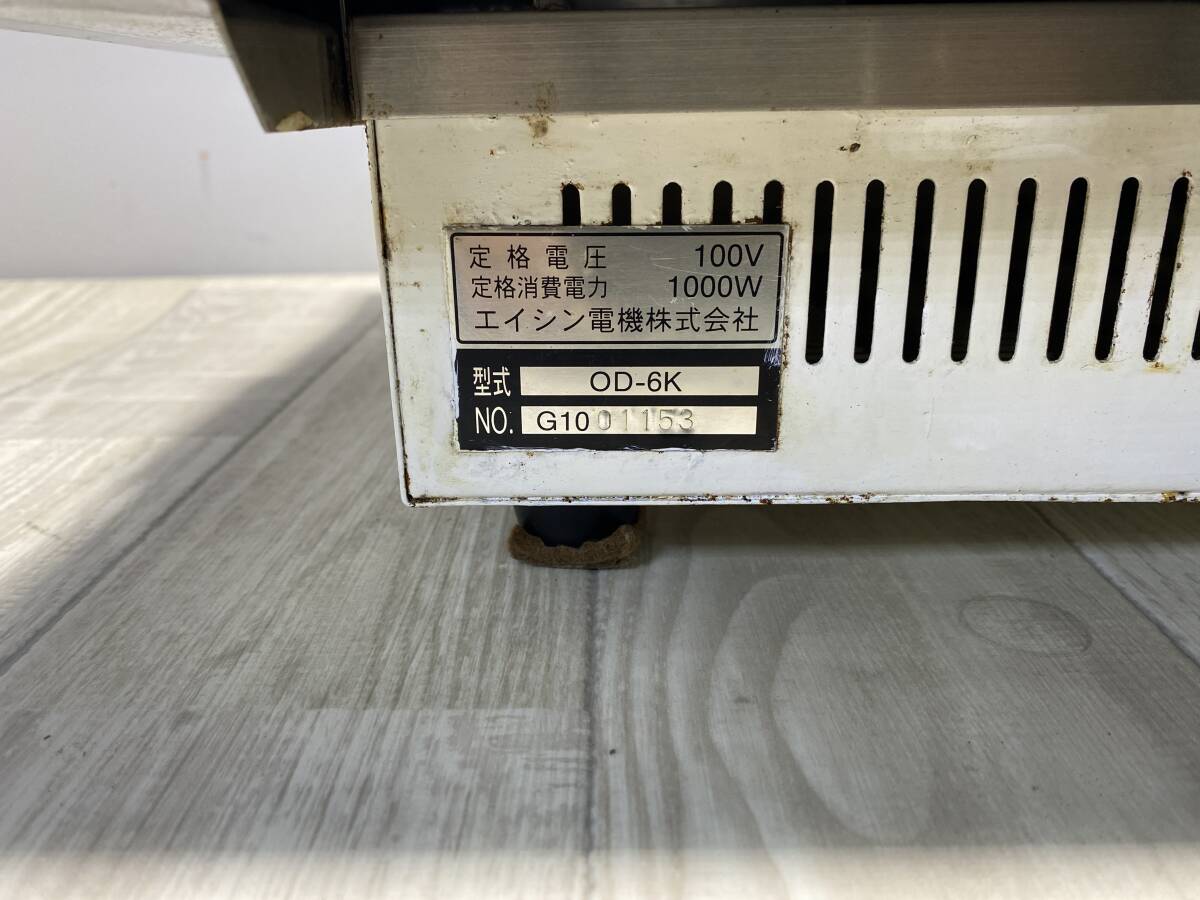 定格電圧 100V
定格消費電力 1000W
エイシン電機株式会社
型式 OD-6K
NO. G1001153